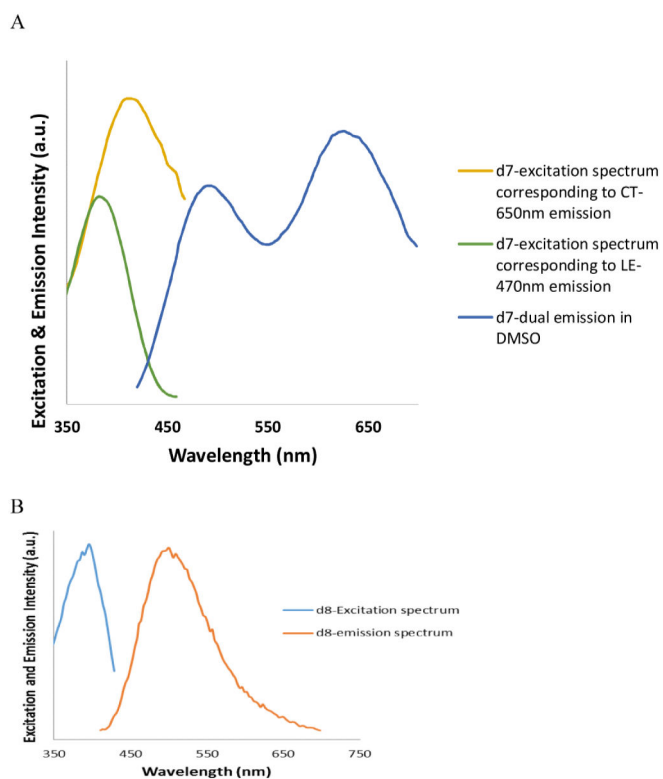 A
Excitation & Emission Intensity (a.u.)
350
450
550
650
Wavelength (nm)
d7-excitation spectrum
corresponding to CT-
650nm emission
d7-excitation spectrum
corresponding to LE-
470nm emission
d7-dual emission in
DMSO
B
Excitation and Emission Intensity (a.u.)
350
450
550
650
750
Wavelength (nm)
d8-Excitation spectrum
d8-emission spectrum